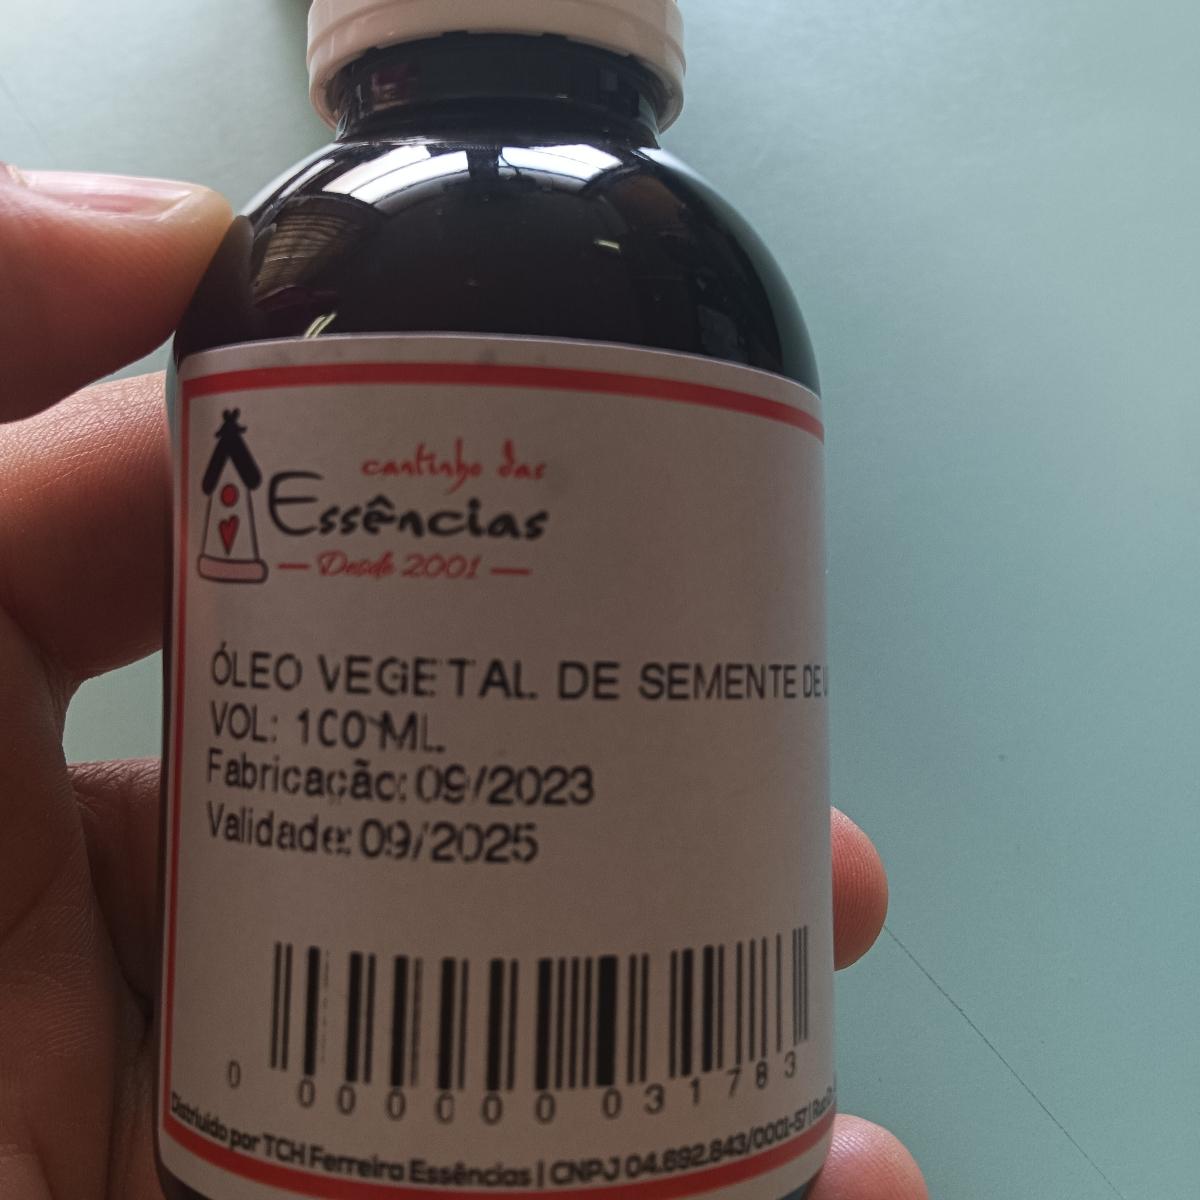 cantinho das
Essências
Desde 2001
ÓLEO VEGETAL DE SEMENTE DE
VOL: 100 ML
Fabricação: 09/2023
Validade: 09/2025
0 000000 031783
Distribuído por TCH Ferreira Essências | CNPJ 04.692.843/0001-57 |